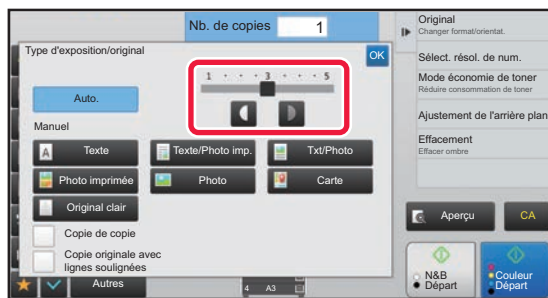 Nb. de copies 1
Type d'exposition/original
OK
1 3 5
Auto.
Manuel
A Texte
Texte/Photo imp.
Txt/Photo
Photo imprimée
Photo
Carte
Original clair
Copie de copie
Copie originale avec
lignes soulignées
Autres
4 A3
Original
Changer format/orientat.
Sélect. résol. de num.
Mode économie de toner
Réduire consommation de toner
Ajustement de l'arrière plan
Effacement
Effacer ombre
Aperçu
CA
N&B
Départ
Couleur
Départ